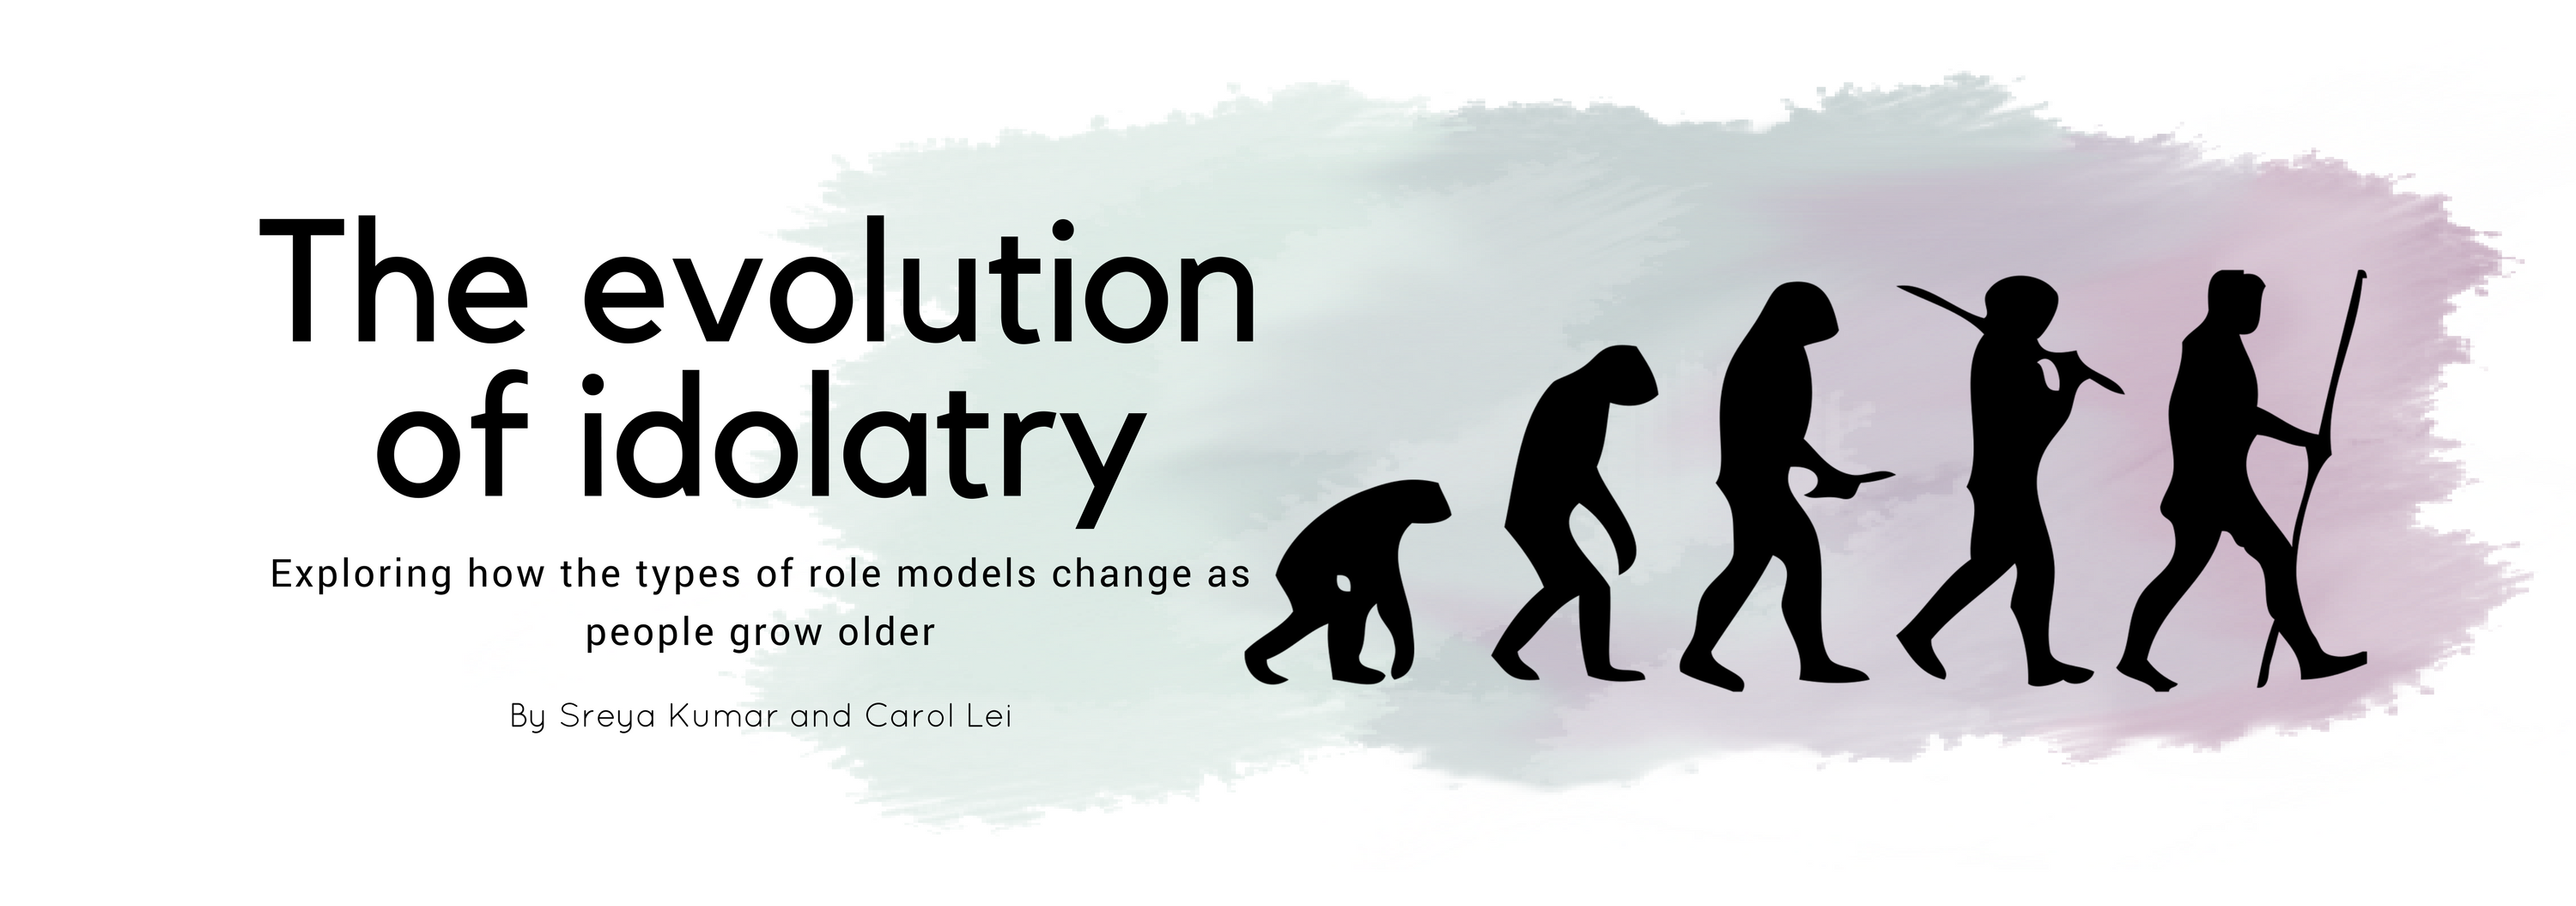 The evolution
of idolatry
Exploring how the types of role models change as
people grow older
By Sreya Kumar and Carol Lei